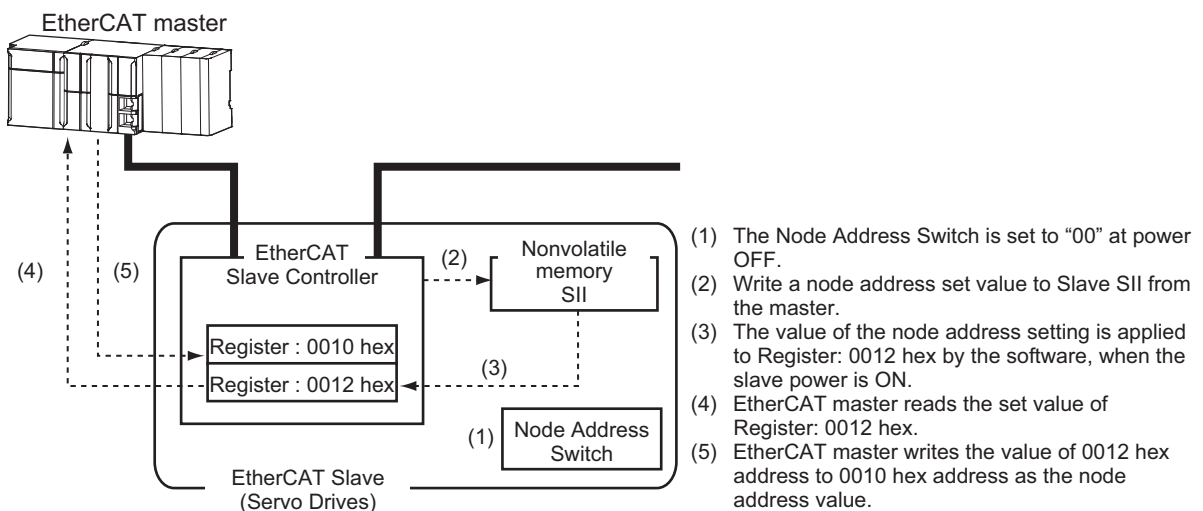 EtherCAT master
(4)
(5)
EtherCAT
Slave Controller
(2)
Nonvolatile
memory
SII
Register : 0010 hex
Register : 0012 hex
(3)
(1)
Node Address
Switch
EtherCAT Slave
(Servo Drives)
(1) The Node Address Switch is set to “00” at power
OFF.
(2) Write a node address set value to Slave SII from
the master.
(3) The value of the node address setting is applied
to Register: 0012 hex by the software, when the
slave power is ON.
(4) EtherCAT master reads the set value of
Register: 0012 hex.
(5) EtherCAT master writes the value of 0012 hex
address to 0010 hex address as the node
address value.